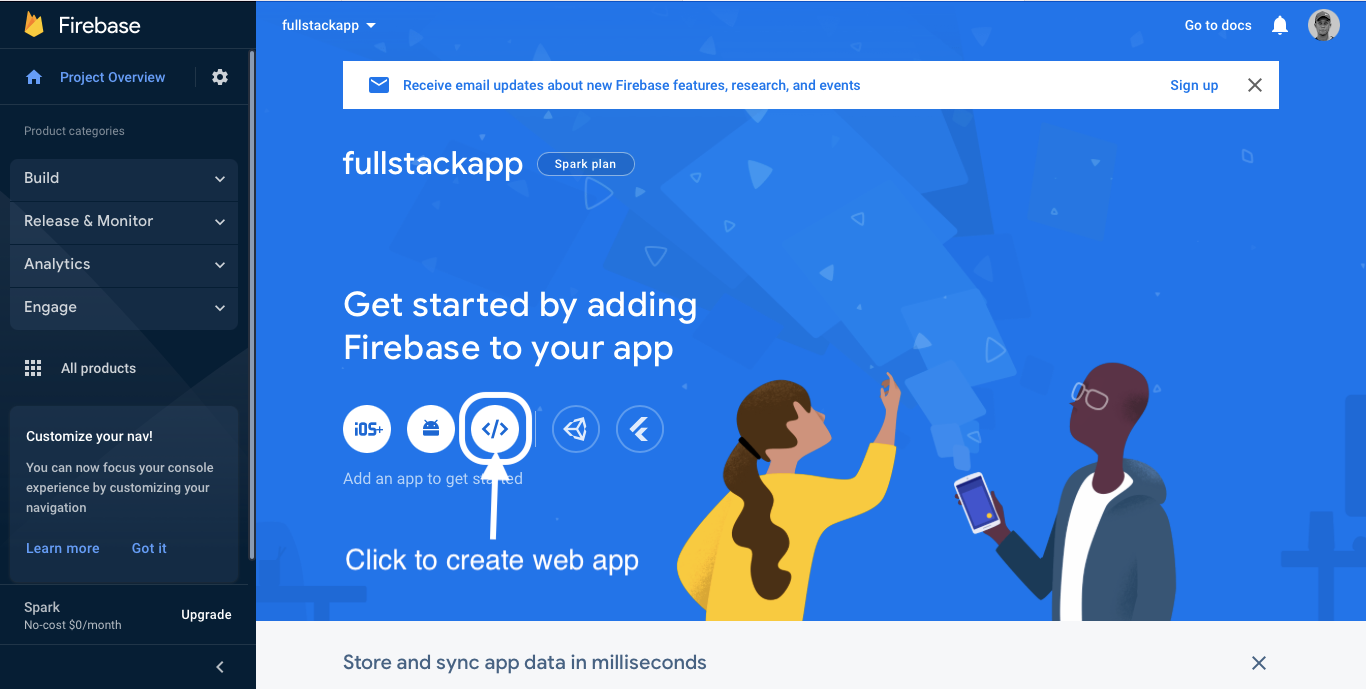 Firebase
fullstackapp
Go to docs
Project Overview
Receive email updates about new Firebase features, research, and events
Sign up
Product categories
Build
Release & Monitor
Analytics
Engage
All products
Customize your nav!
You can now focus your console
experience by customizing your
navigation
Learn more
Got it
Spark
No-cost $0/month
Upgrade
fullstackapp
Spark plan
Get started by adding
Firebase to your app
iOS+
</>
Add an app to get started
Click to create web app
Store and sync app data in milliseconds